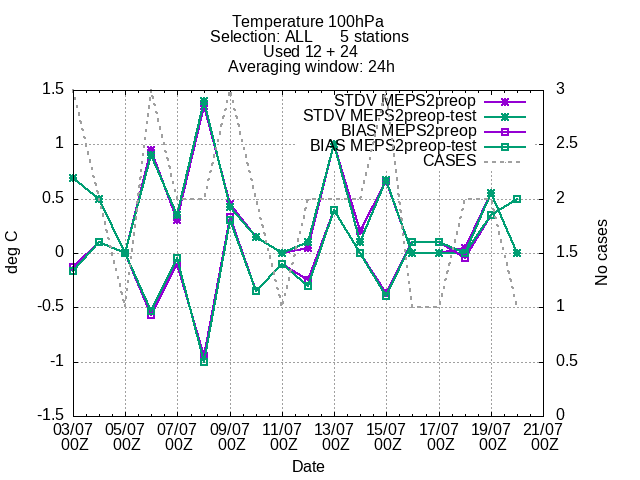 Temperature 100hPa
Selection: ALL 5 stations
Used 12 + 24
Averaging window: 24h
STDV MEPS2preop
STDV MEPS2preop-test
BIAS MEPS2preop
BIAS MEPS2preop-test
CASES
1.5
1
0.5
0
-0.5
-1
-1.5
deg C
3
2.5
2
1.5
1
0.5
0
No cases
03/07 05/07 07/07 09/07 11/07 13/07 15/07 17/07 19/07 21/07
00Z 00Z 00Z 00Z 00Z 00Z 00Z 00Z 00Z 00Z
Date